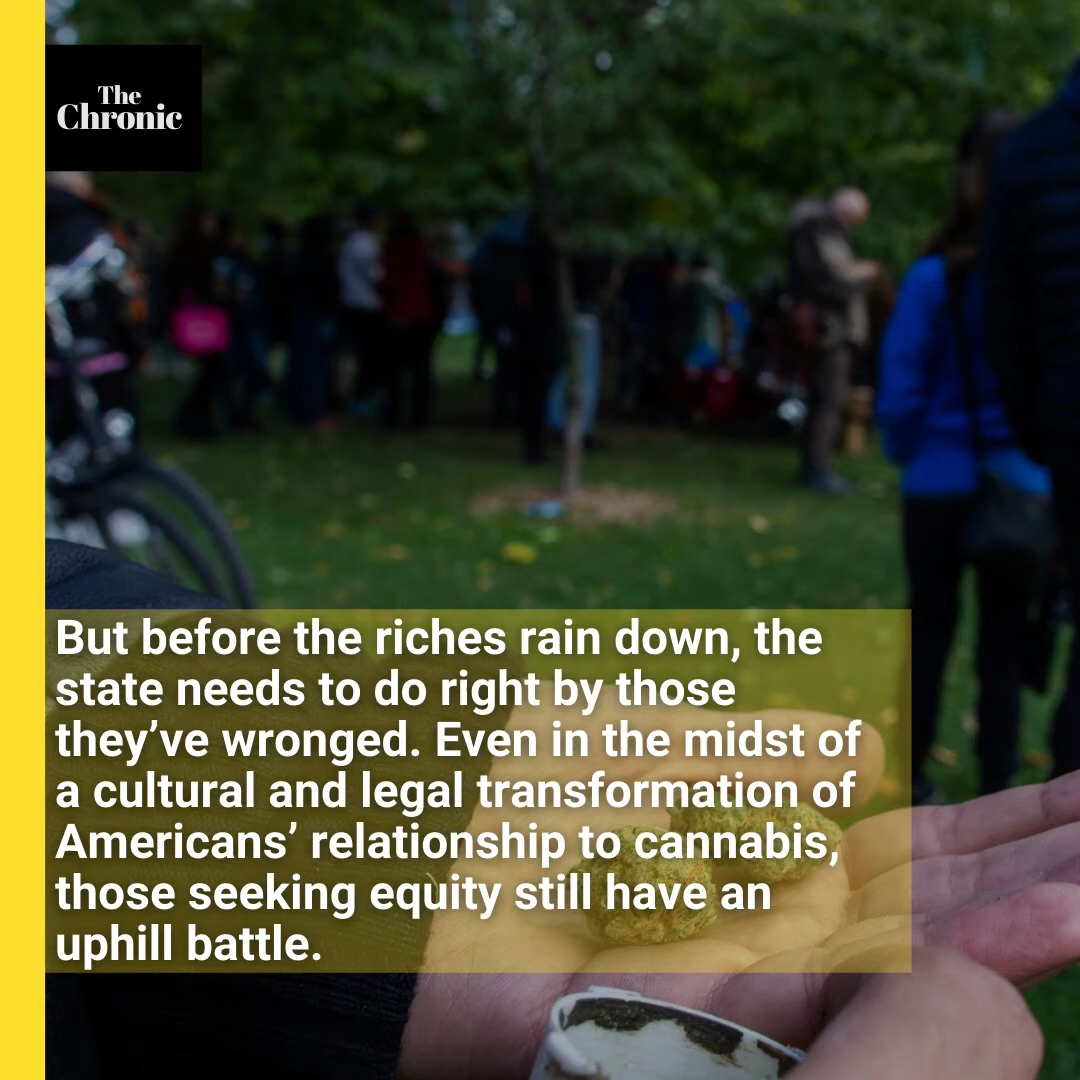 The
Chronic
But before the riches rain down, the
state needs to do right by those
they’ve wronged. Even in the midst of
a cultural and legal transformation of
Americans’ relationship to cannabis,
those seeking equity still have an
uphill battle.